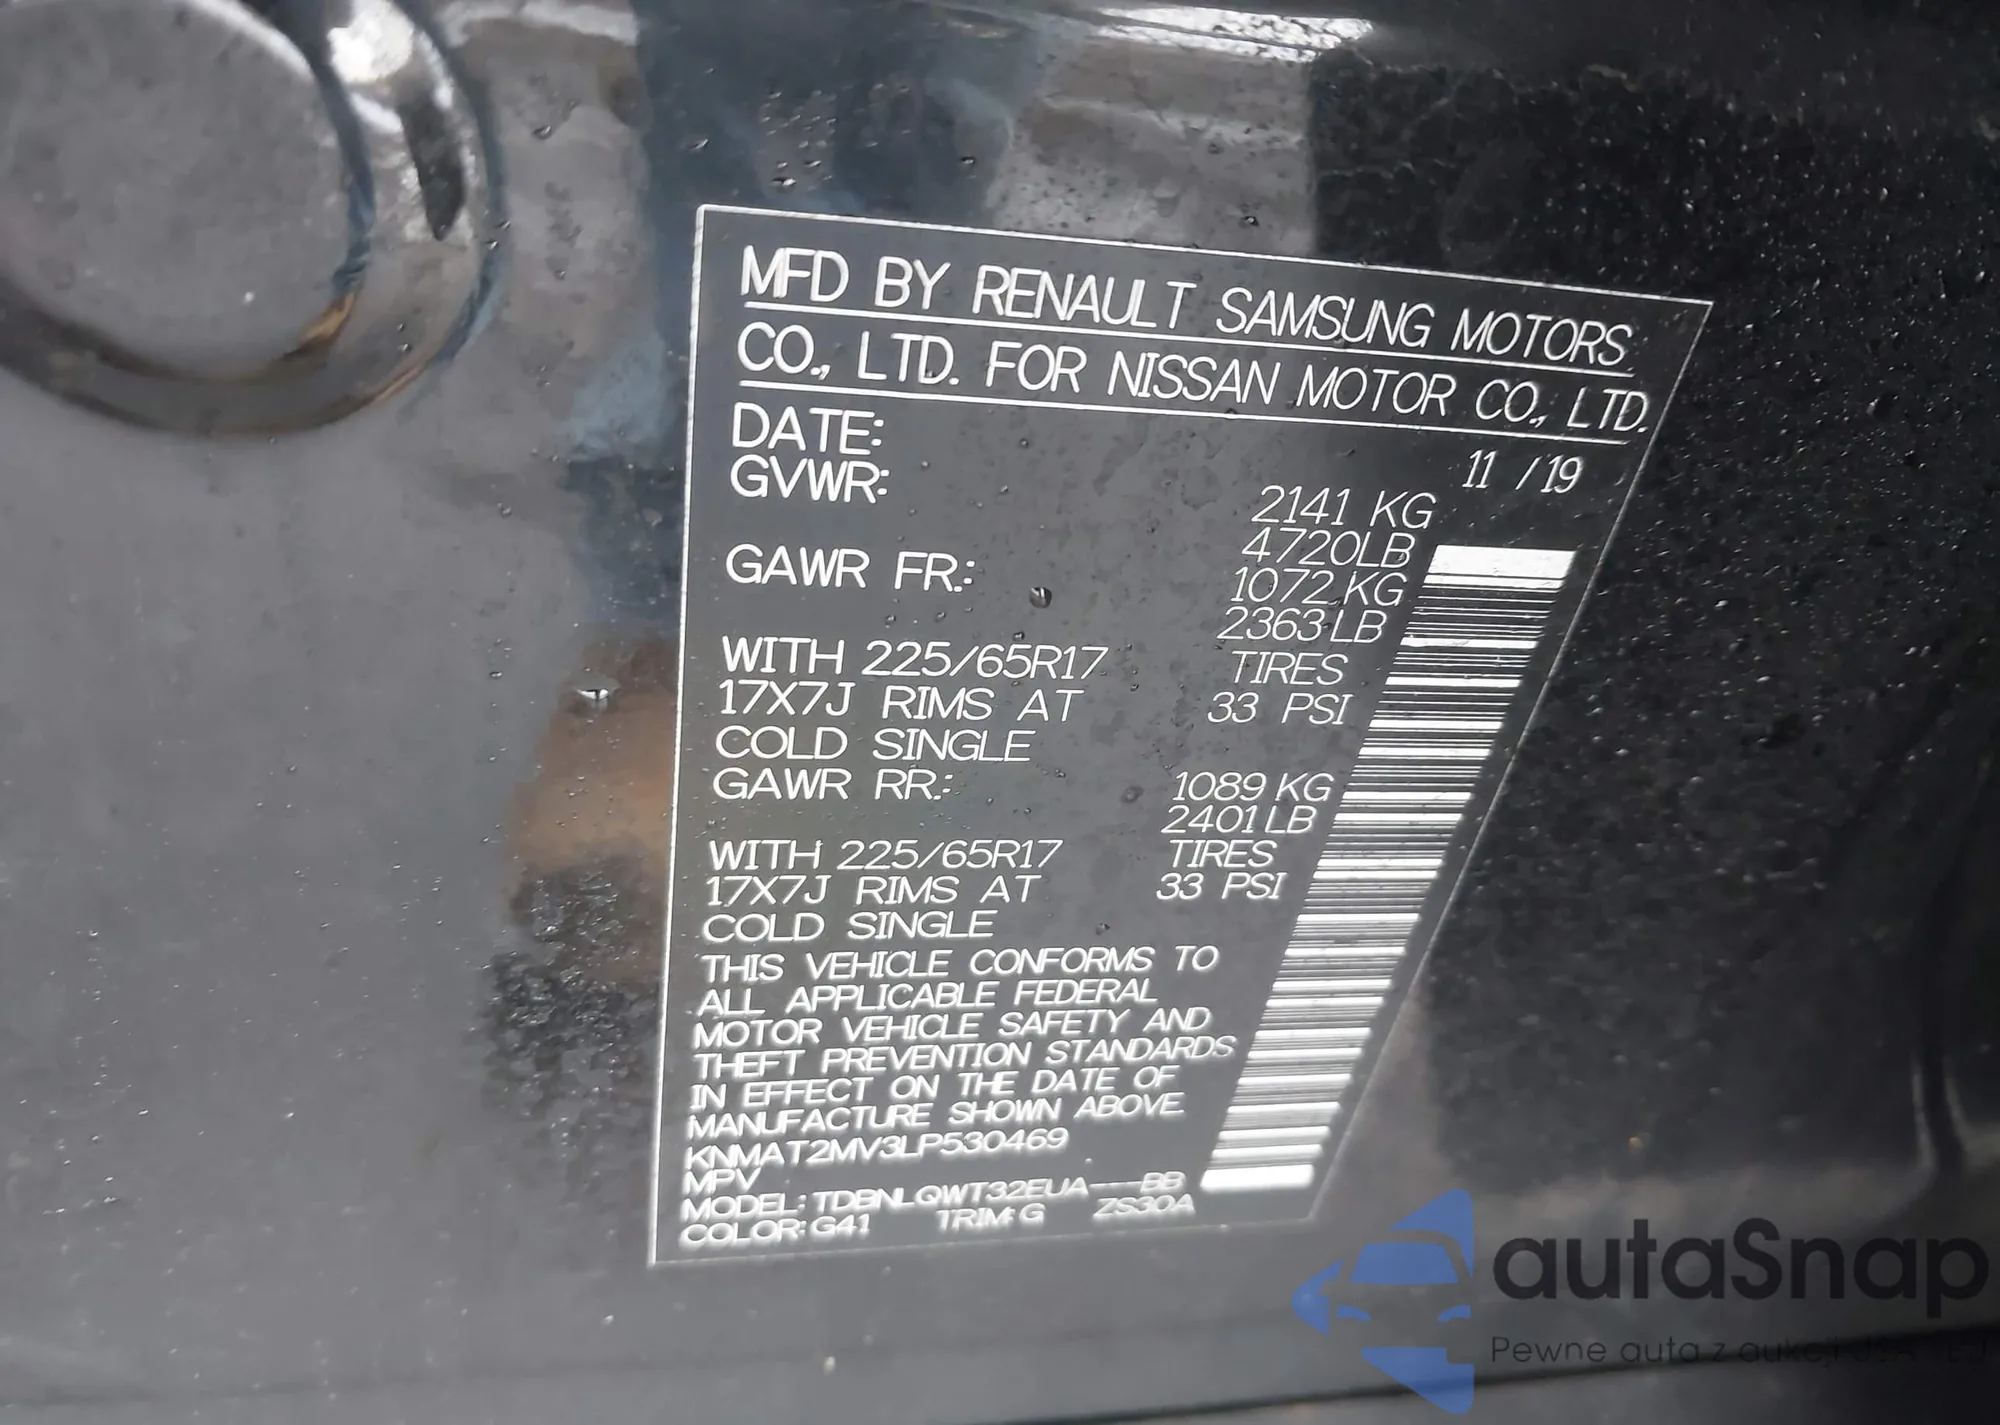 MFD BY RENAULT SAMSUNG MOTORS
CO., LTD. FOR NISSAN MOTOR CO., LTD.
DATE: 11 /19
GVWR: 2141 KG
4720LB
GAWR FR.: 1072 KG
2363 LB
WITH 225/65R17 TIRES
17X7J RIMS AT 33 PSI
COLD SINGLE
GAWR RR.: 1089 KG
2401 LB
WITH 225/65R17 TIRES
17X7J RIMS AT 33 PSI
COLD SINGLE
THIS VEHICLE CONFORMS TO
ALL APPLICABLE FEDERAL
MOTOR VEHICLE SAFETY AND
THEFT PREVENTION STANDARDS
IN EFFECT ON THE DATE OF
MANUFACTURE SHOWN ABOVE.
KNMAT2MV3LP530469
MPV
MODEL: TDBNLQWT32EUA---BB
COLOR: G41 TRIM: G ZS30A
autaSnap
Pewne auta z aukcji